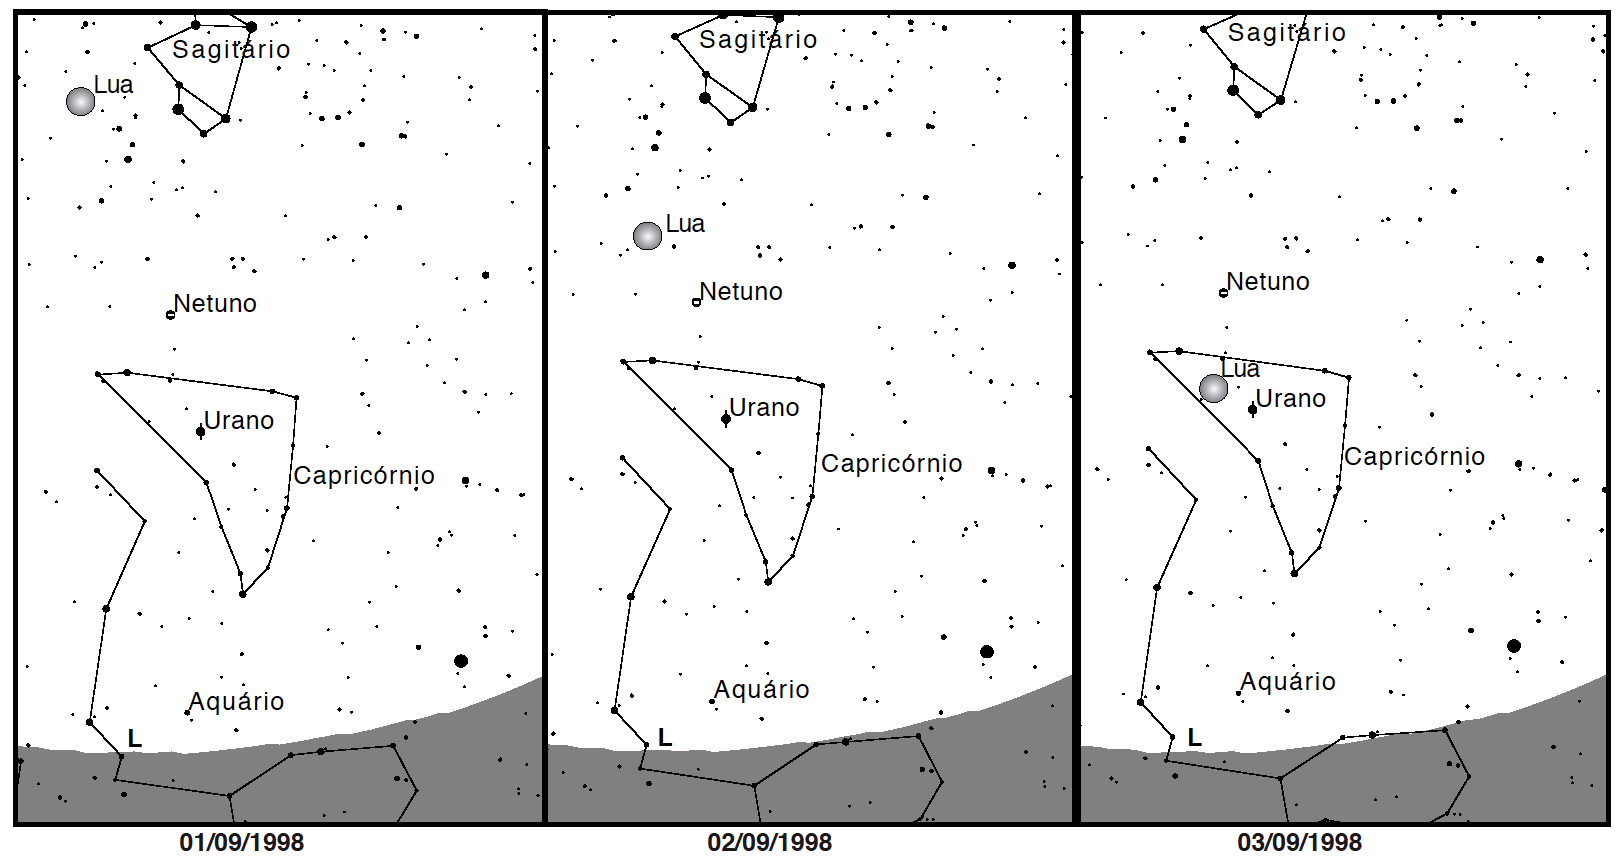 Sagitário
Lua
Netuno
Urano
Capricórnio
Aquário
L
01/09/1998
Sagitário
Lua
Netuno
Urano
Capricórnio
Aquário
L
02/09/1998
Sagitário
Netuno
Lua
Urano
Capricórnio
Aquário
L
03/09/1998